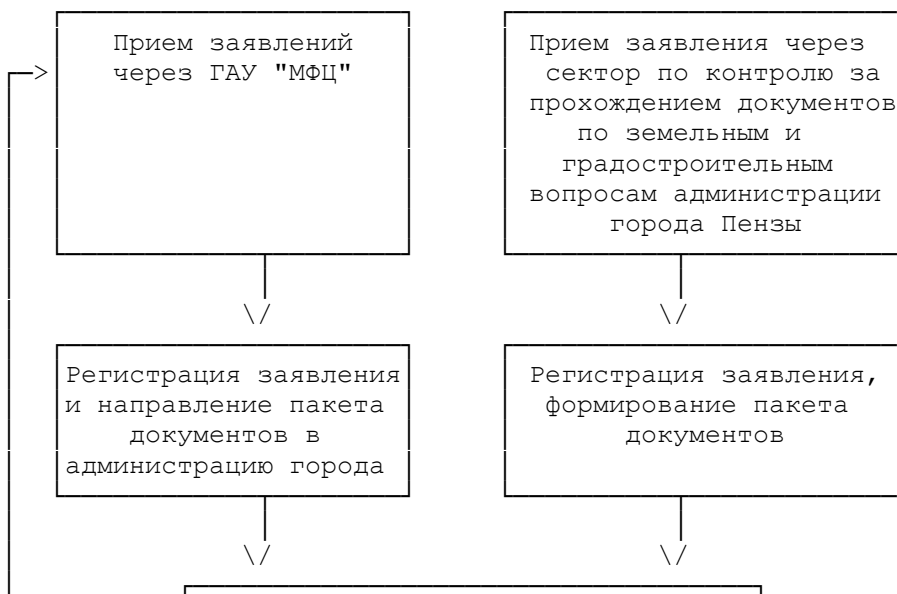 Прием заявлений
через ГАУ "МФЦ"
Прием заявления через
сектор по контролю за
прохождением документов
по земельным и
градостроительным
вопросам администрации
города Пензы
Регистрация заявления
и направление пакета
документов в
администрацию города
Регистрация заявления,
формирование пакета
документов